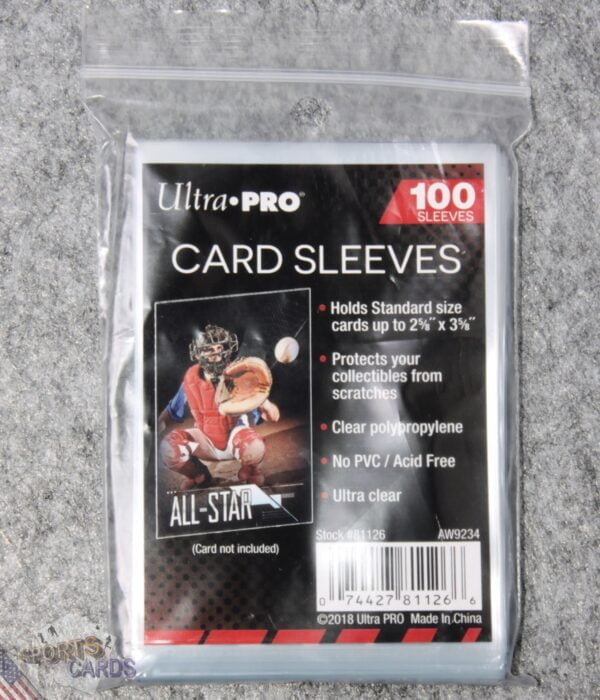 Ultra•PRO®
100
SLEEVES
CARD SLEEVES
• Holds Standard size
cards up to 2⅝" x 3⅝"
• Protects your
collectibles from
scratches
• Clear polypropylene
• No PVC / Acid Free
• Ultra clear
ALL-STAR
(Card not included)
Stock #81126
AW9234
0 74427 81126 6
©2018 Ultra PRO Made In China
SPORTS
CARDS